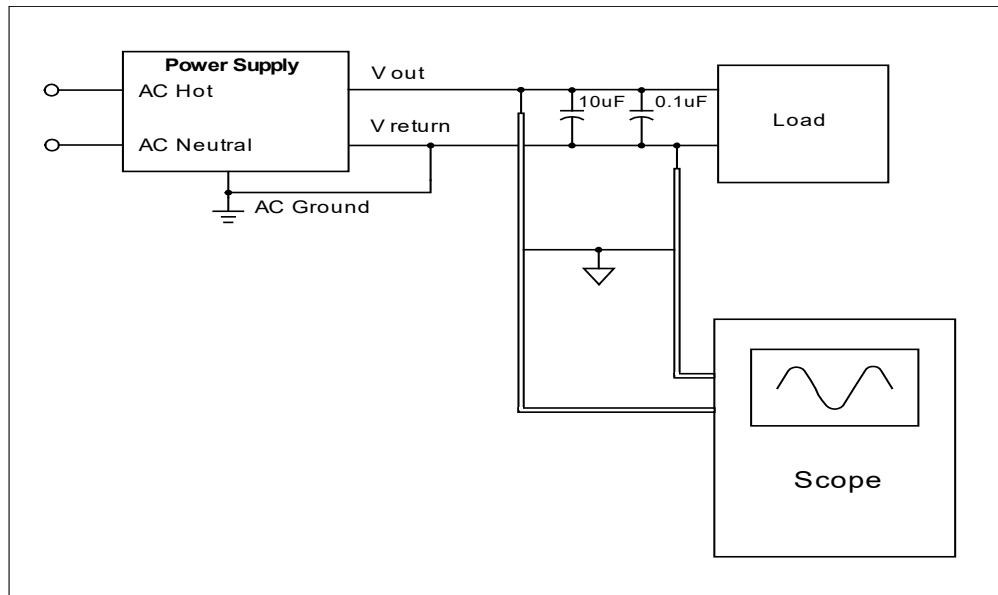 Power Supply
AC Hot
AC Neutral
V out
V return
AC Ground
10uF
0.1uF
Load
Scope